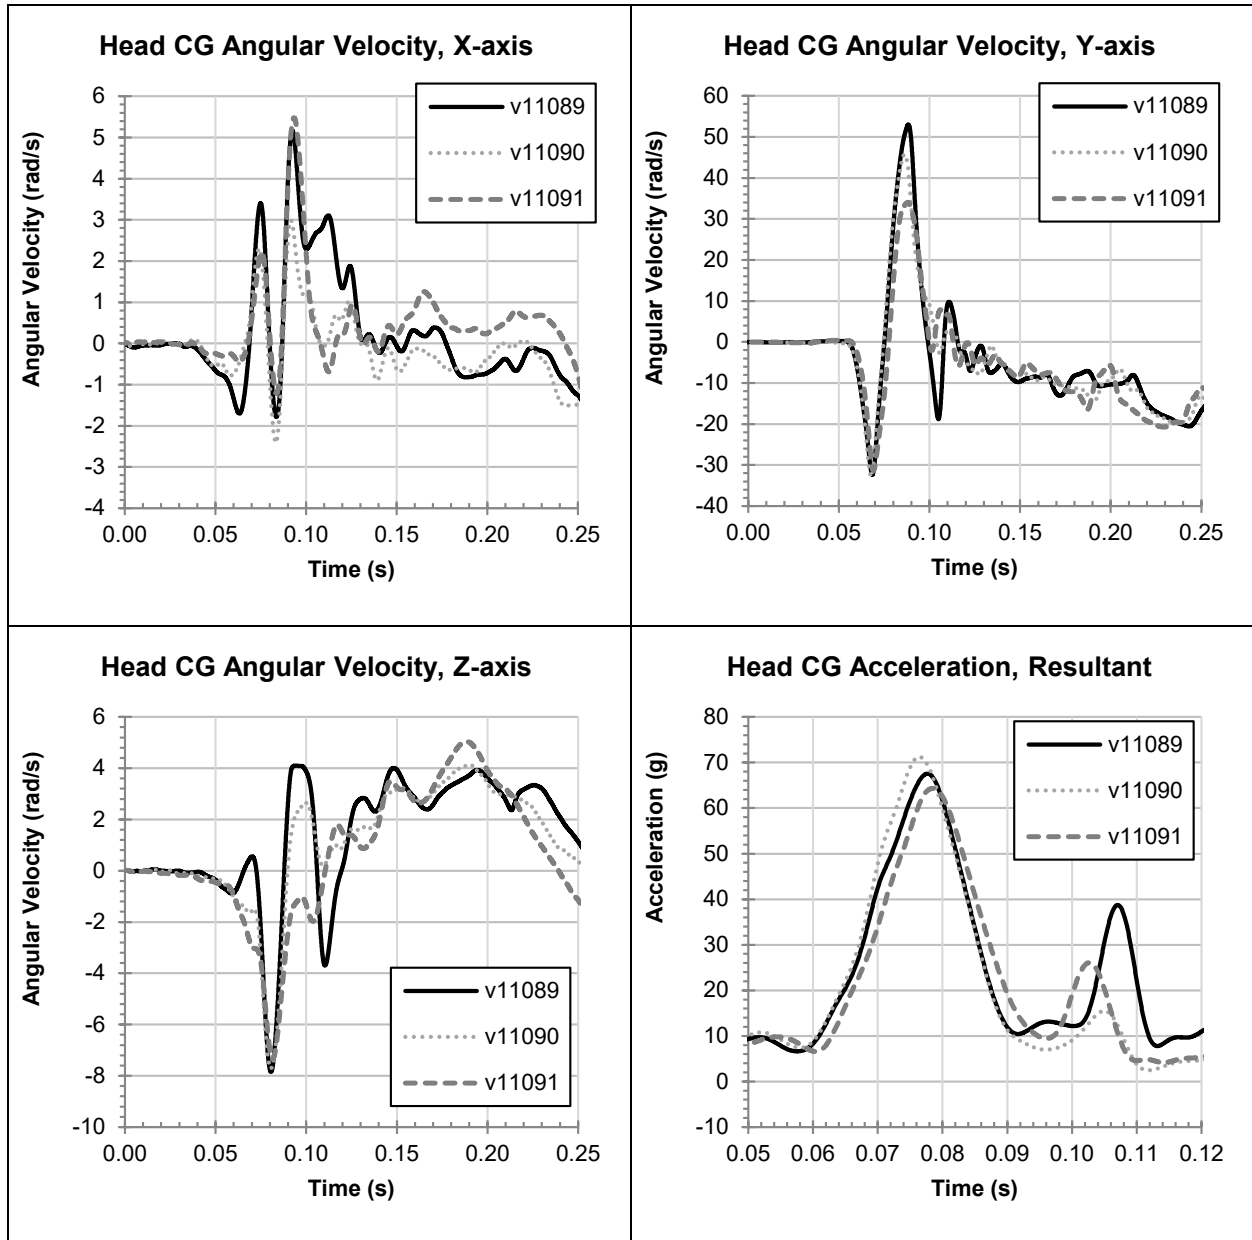 Head CG Angular Velocity, X-axis
Angular Velocity (rad/s)
6
5
4
3
2
1
0
-1
-2
-3
-4
0.00 0.05 0.10 0.15 0.20 0.25
Time (s)
v11089
v11090
v11091
Head CG Angular Velocity, Y-axis
Angular Velocity (rad/s)
60
50
40
30
20
10
0
-10
-20
-30
-40
0.00 0.05 0.10 0.15 0.20 0.25
Time (s)
v11089
v11090
v11091
Head CG Angular Velocity, Z-axis
Angular Velocity (rad/s)
6
4
2
0
-2
-4
-6
-8
-10
0.00 0.05 0.10 0.15 0.20 0.25
Time (s)
v11089
v11090
v11091
Head CG Acceleration, Resultant
Acceleration (g)
80
70
60
50
40
30
20
10
0
-10
0.05 0.06 0.07 0.08 0.09 0.10 0.11 0.12
Time (s)
v11089
v11090
v11091